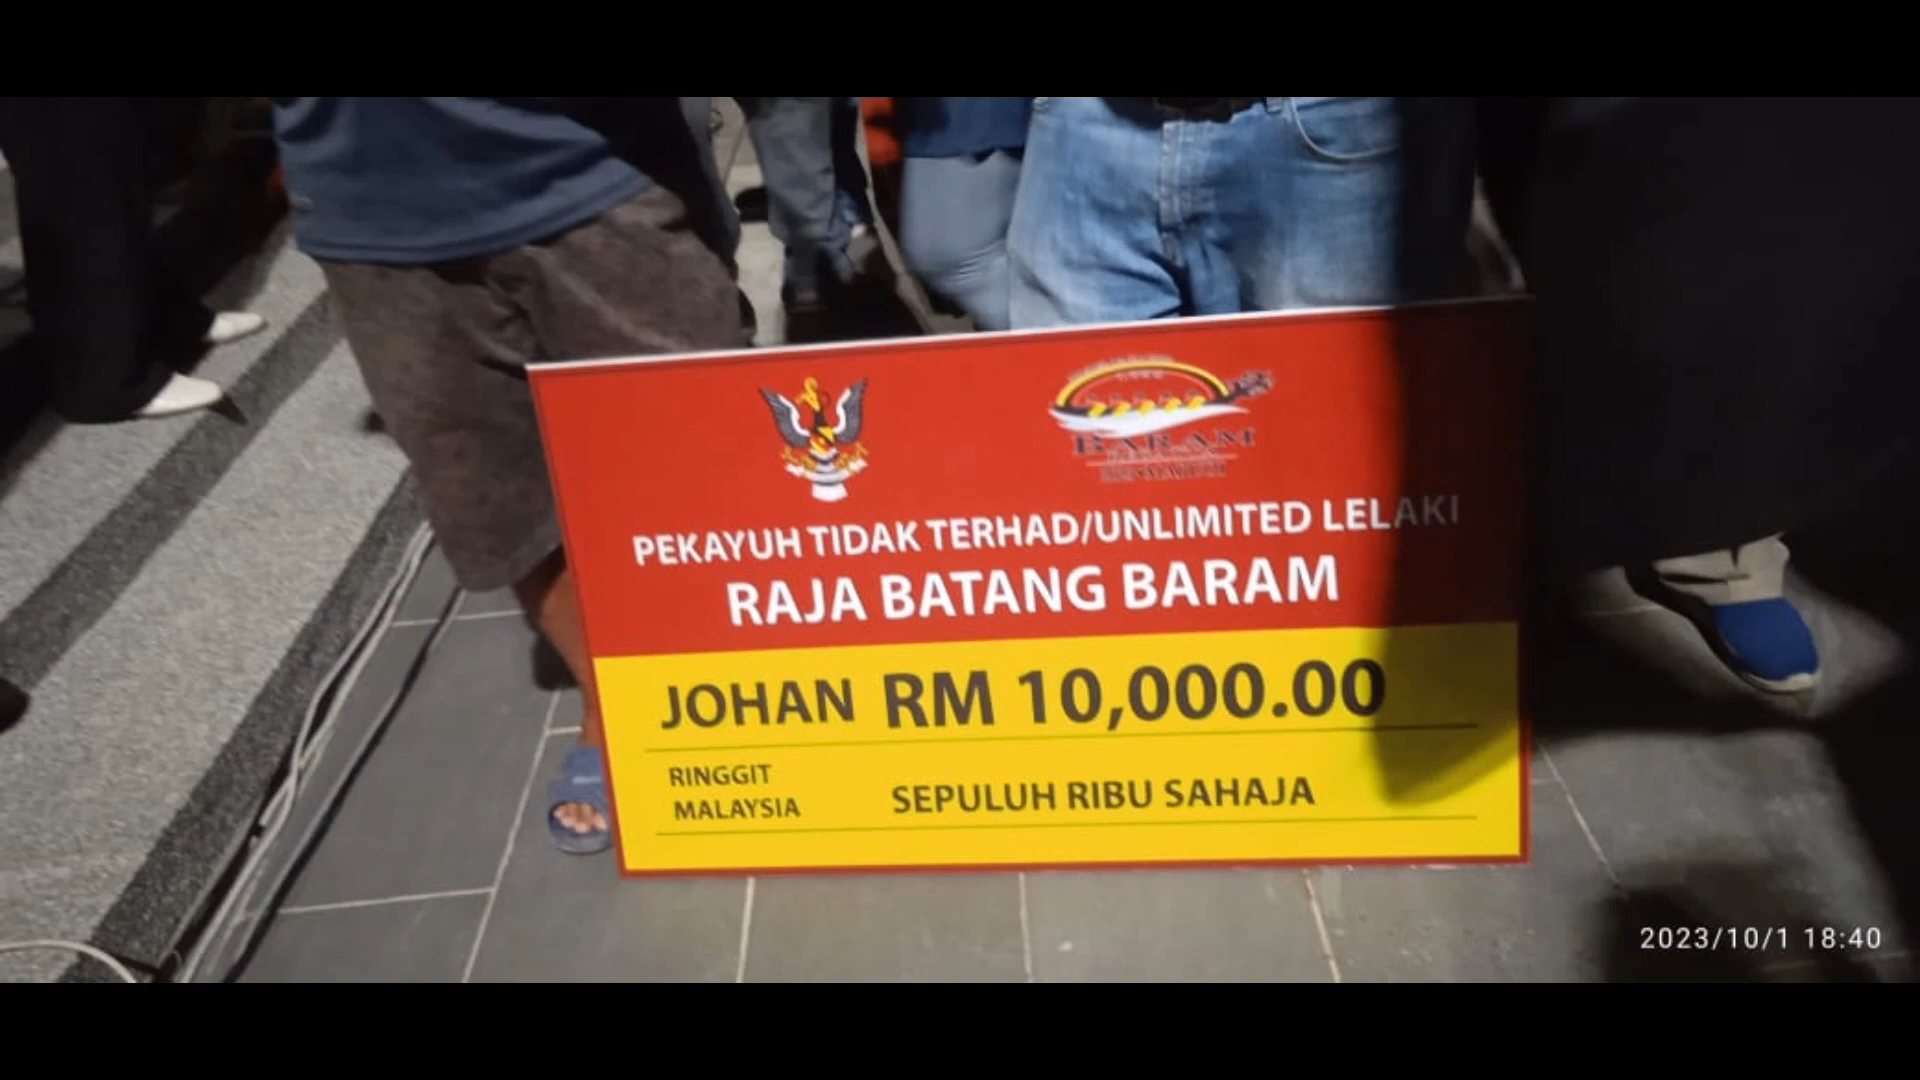 BARAM
PEKAYUH TIDAK TERHAD/UNLIMITED LELAKI
RAJA BATANG BARAM
JOHAN RM 10,000.00
RINGGIT
MALAYSIA
SEPULUH RIBU SAHAJA
2023/10/1 18:40